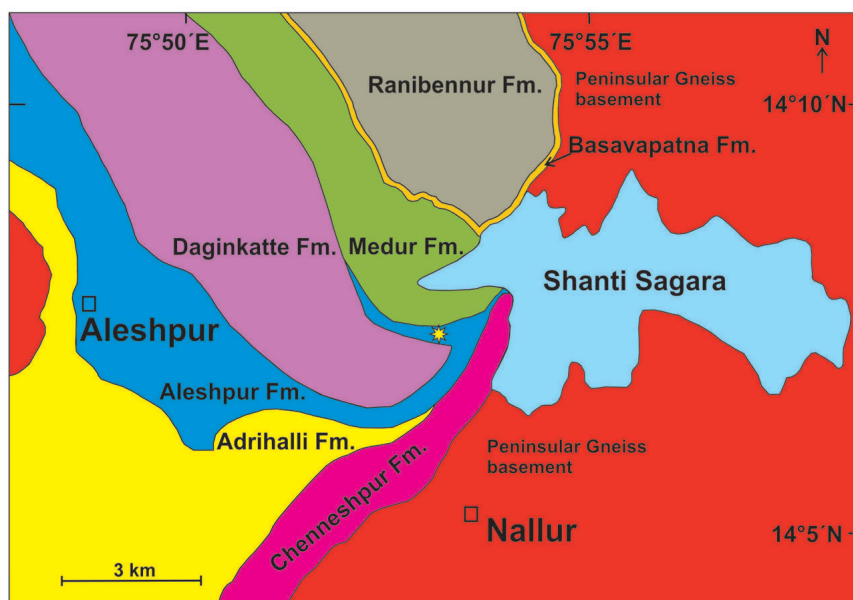 75°50´E
75°55´E
N
Ranibennur Fm.
Peninsular Gneiss
basement
14°10´N
Basavapatna Fm.
Daginkatte Fm.
Medur Fm.
Shanti Sagara
Aleshpur
Aleshpur Fm.
Adrihalli Fm.
Peninsular Gneiss
basement
Chenneshpur Fm.
Nallur
14°5´N
3 km